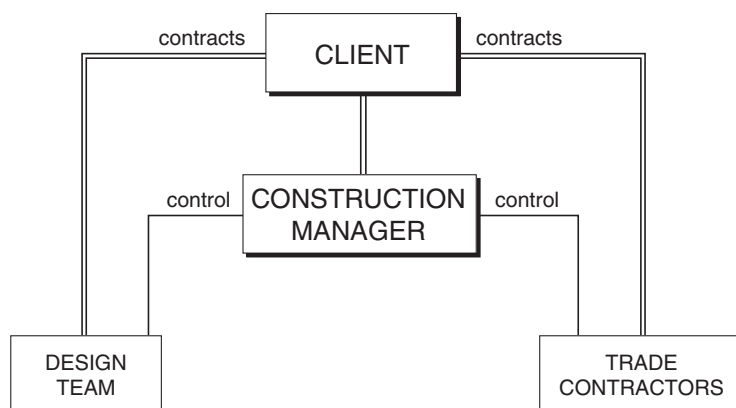 contracts
CLIENT
contracts
control
CONSTRUCTION
MANAGER
control
DESIGN
TEAM
TRADE
CONTRACTORS